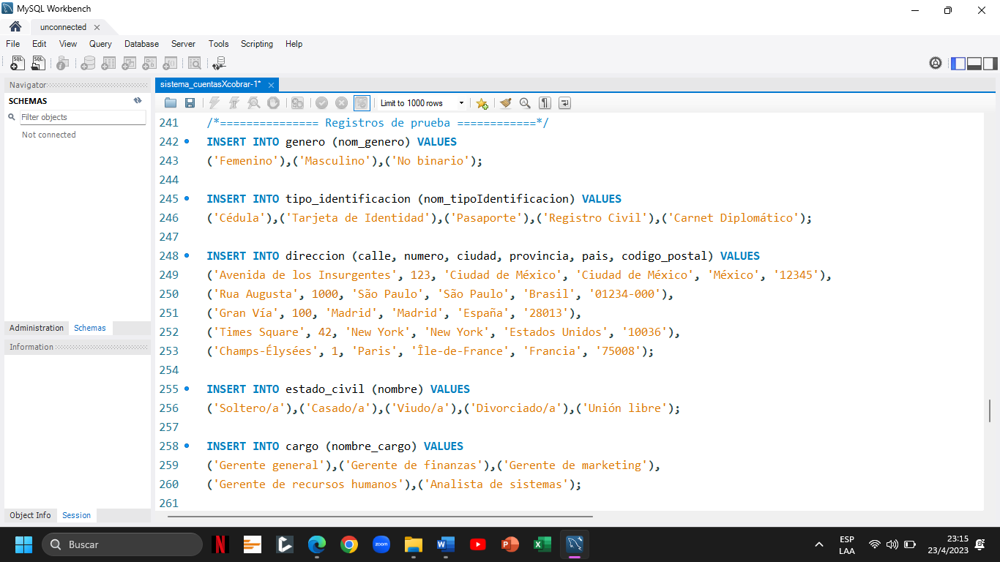 MySQL Workbench
unconnected
File Edit View Query Database Server Tools Scripting Help
Navigator
SCHEMAS
Filter objects
Not connected
Administration Schemas
Information
Object Info Session
sistema_cuentasXcobrar-1*
Limit to 1000 rows
241 /*=============== Registros de prueba ============*/
242 INSERT INTO genero (nom_genero) VALUES
243 ('Femenino'),('Masculino'),('No binario');
244
245 INSERT INTO tipo_identificacion (nom_tipoIdentificacion) VALUES
246 ('Cédula'),('Tarjeta de Identidad'),('Pasaporte'),('Registro Civil'),('Carnet Diplomático');
247
248 INSERT INTO direccion (calle, numero, ciudad, provincia, pais, codigo_postal) VALUES
249 ('Avenida de los Insurgentes', 123, 'Ciudad de México', 'Ciudad de México', 'México', '12345'),
250 ('Rua Augusta', 1000, 'São Paulo', 'São Paulo', 'Brasil', '01234-000'),
251 ('Gran Vía', 100, 'Madrid', 'Madrid', 'España', '28013'),
252 ('Times Square', 42, 'New York', 'New York', 'Estados Unidos', '10036'),
253 ('Champs-Élysées', 1, 'Paris', 'Île-de-France', 'Francia', '75008');
254
255 INSERT INTO estado_civil (nombre) VALUES
256 ('Soltero/a'),('Casado/a'),('Viudo/a'),('Divorciado/a'),('Unión libre');
257
258 INSERT INTO cargo (nombre_cargo) VALUES
259 ('Gerente general'),('Gerente de finanzas'),('Gerente de marketing'),
260 ('Gerente de recursos humanos'),('Analista de sistemas');
261
Buscar
zoom
ESP
LAA
23:15
23/4/2023